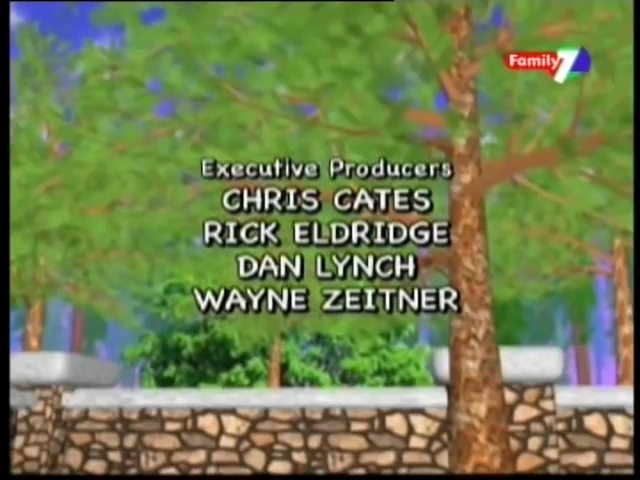 Family 7
Executive Producers
CHRIS CATES
RICK ELDRIDGE
DAN LYNCH
WAYNE ZEITNER